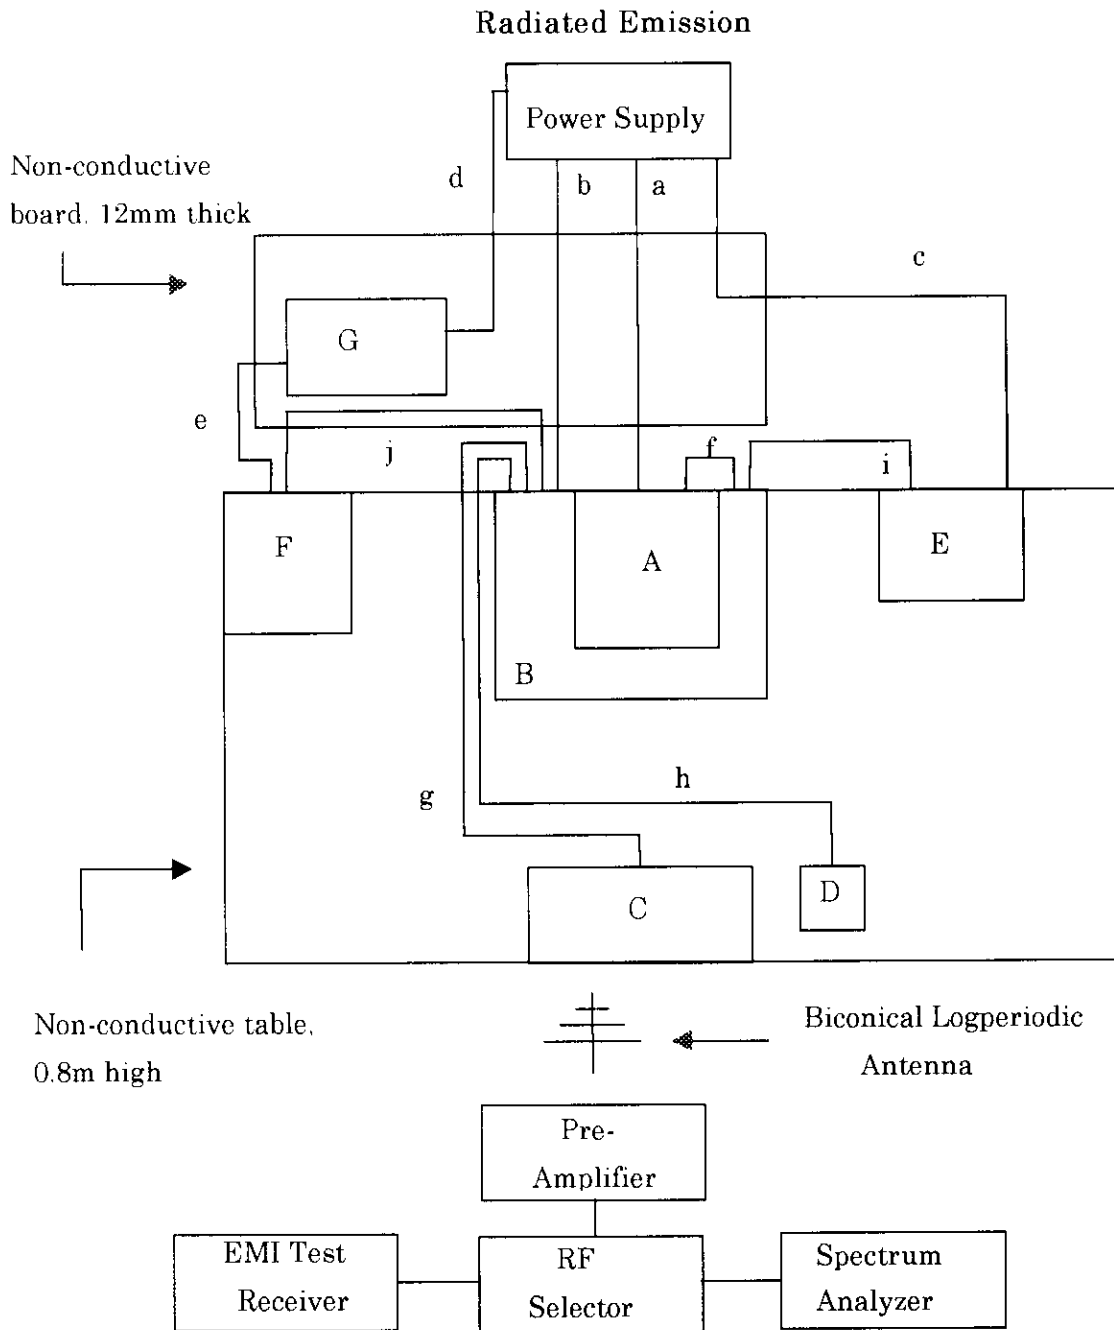 Radiated Emission
Power Supply
Non-conductive
board, 12mm thick
d
b
a
c
G
e
j
f
i
F
A
E
B
g
h
C
D
Non-conductive table,
0.8m high
Biconical Logperiodic
Antenna
Pre-
Amplifier
EMI Test
Receiver
RF
Selector
Spectrum
Analyzer